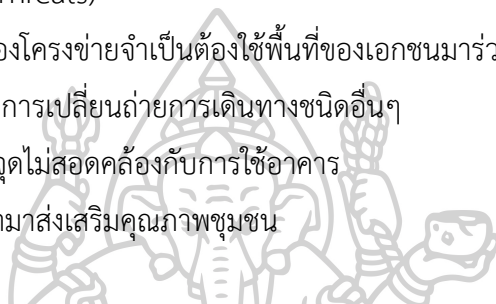 Threats)
องโครงข่ายจำเป็นต้องใช้พื้นที่ของเอกชนมาร่ว
การเปลี่ยนถ่ายการเดินทางชนิดอื่นๆ
จุดไม่สอดคล้องกับการใช้อาคาร
ามาส่งเสริมคุณภาพชุมชน